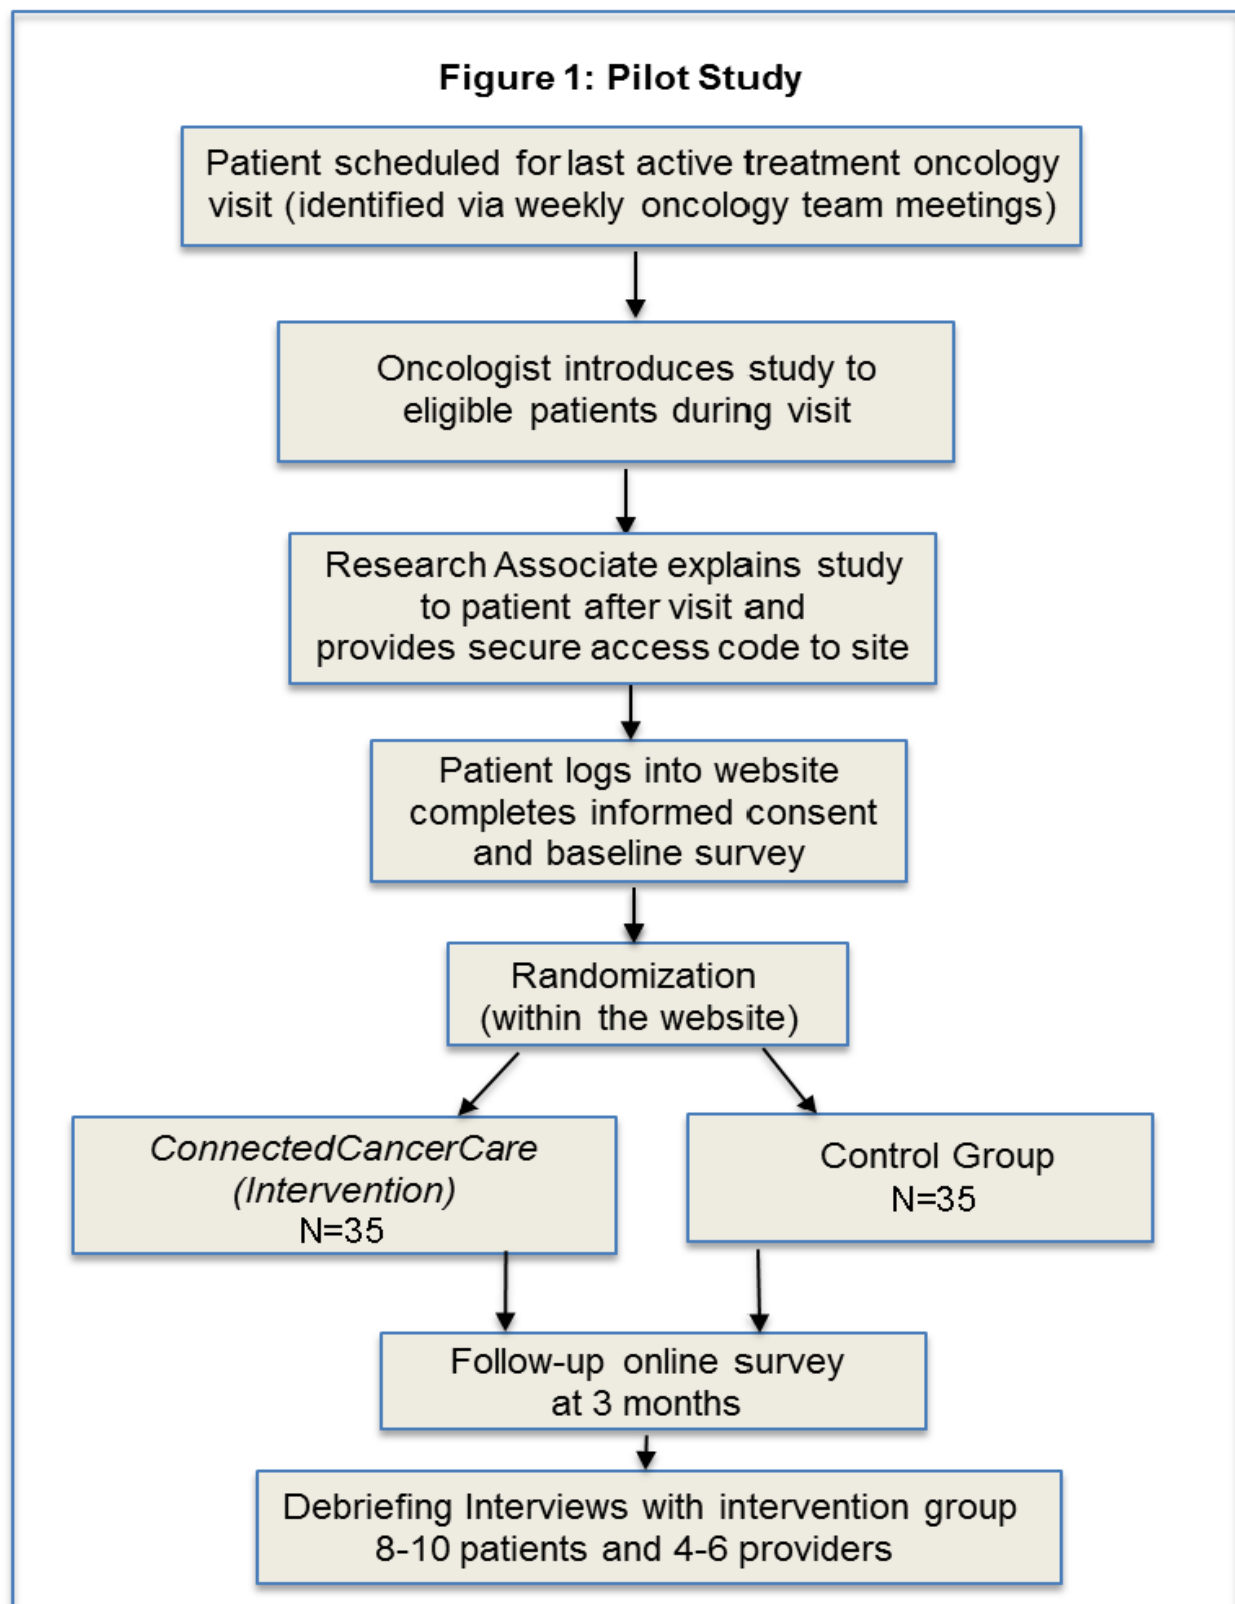 Figure 1: Pilot Study
Patient scheduled for last active treatment oncology
visit (identified via weekly oncology team meetings)
Oncologist introduces study to
eligible patients during visit
Research Associate explains study
to patient after visit and
provides secure access code to site
Patient logs into website
completes informed consent
and baseline survey
Randomization
(within the website)
ConnectedCancerCare
(Intervention)
N=35
Control Group
N=35
Follow-up online survey
at 3 months
Debriefing Interviews with intervention group
8-10 patients and 4-6 providers